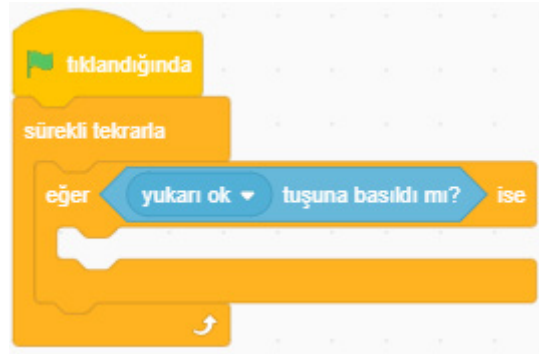 tıklandığında
sürekli tekrarla
eğer yukarı ok tuşuna basıldı mı? ise